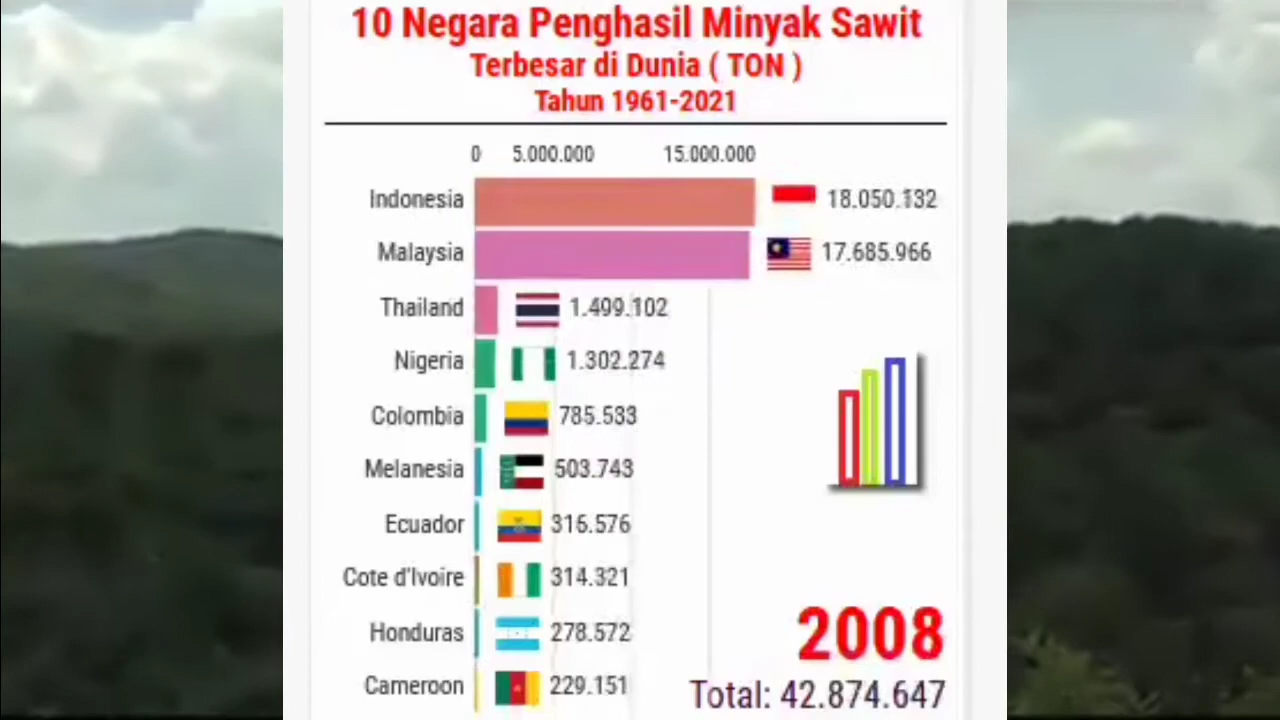 10 Negara Penghasil Minyak Sawit
Terbesar di Dunia ( TON )
Tahun 1961-2021
0 5.000.000 15.000.000
Indonesia 18.050.132
Malaysia 17.685.966
Thailand 1.499.102
Nigeria 1.302.274
Colombia 785.533
Melanesia 503.743
Ecuador 316.576
Cote d'Ivoire 314.321
Honduras 278.572
Cameroon 229.151
2008
Total: 42.874.647